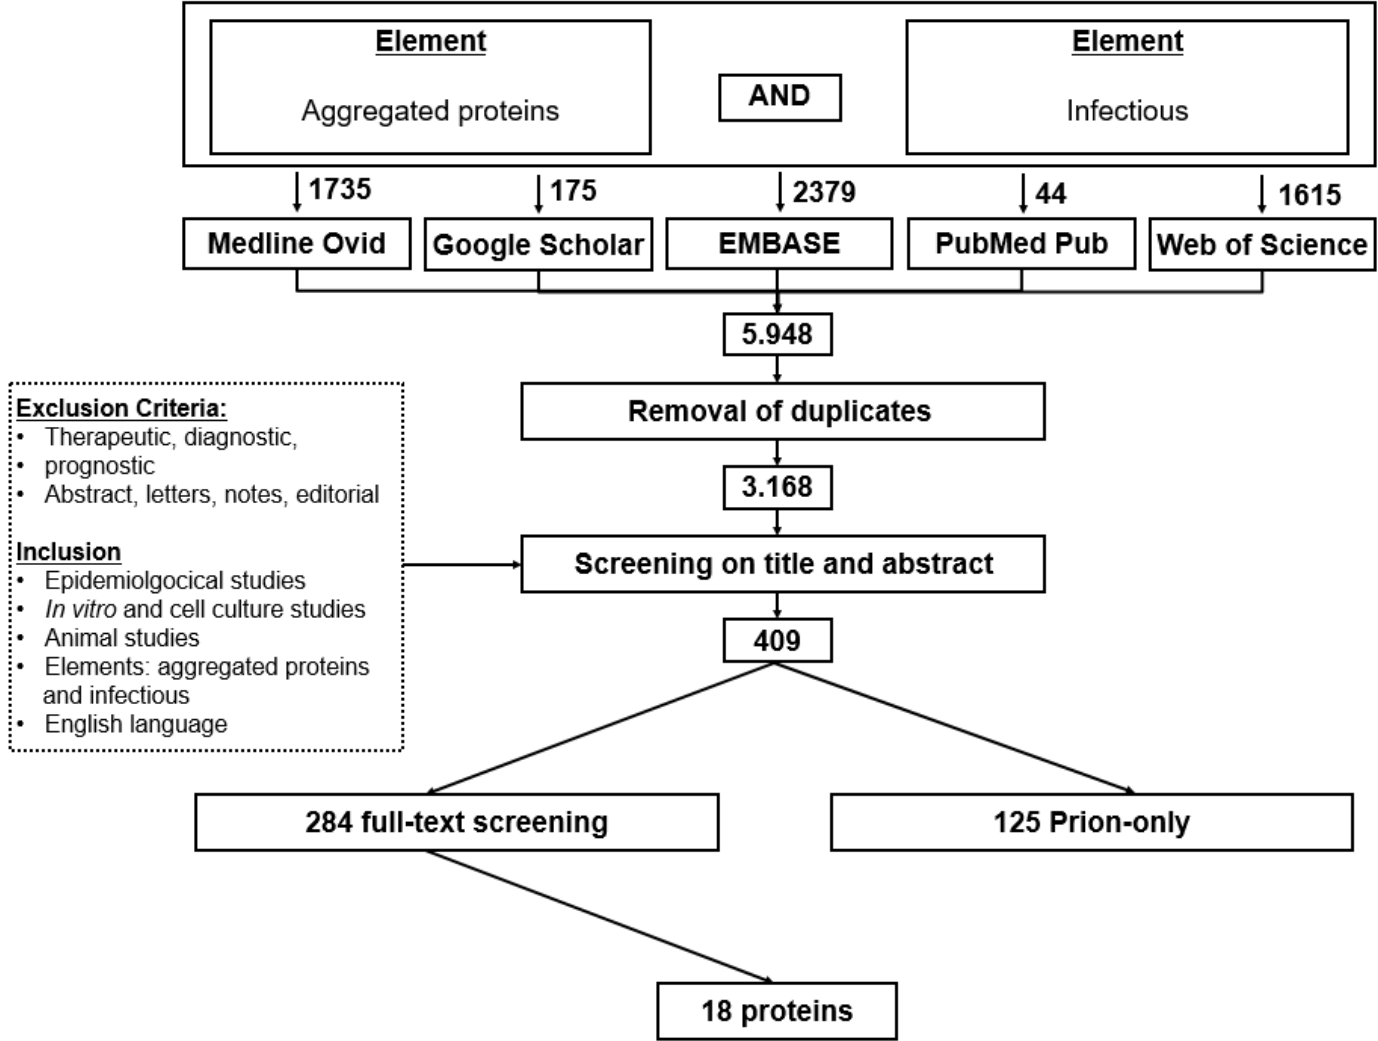 Element
Aggregated proteins
AND
Element
Infectious
1735
175
2379
44
1615
Medline Ovid
Google Scholar
EMBASE
PubMed Pub
Web of Science
5.948
Removal of duplicates
3.168
Exclusion Criteria:
• Therapeutic, diagnostic,
• prognostic
• Abstract, letters, notes, editorial
Inclusion
• Epidemiolgocical studies
• In vitro and cell culture studies
• Animal studies
• Elements: aggregated proteins
and infectious
• English language
Screening on title and abstract
409
284 full-text screening
125 Prion-only
18 proteins